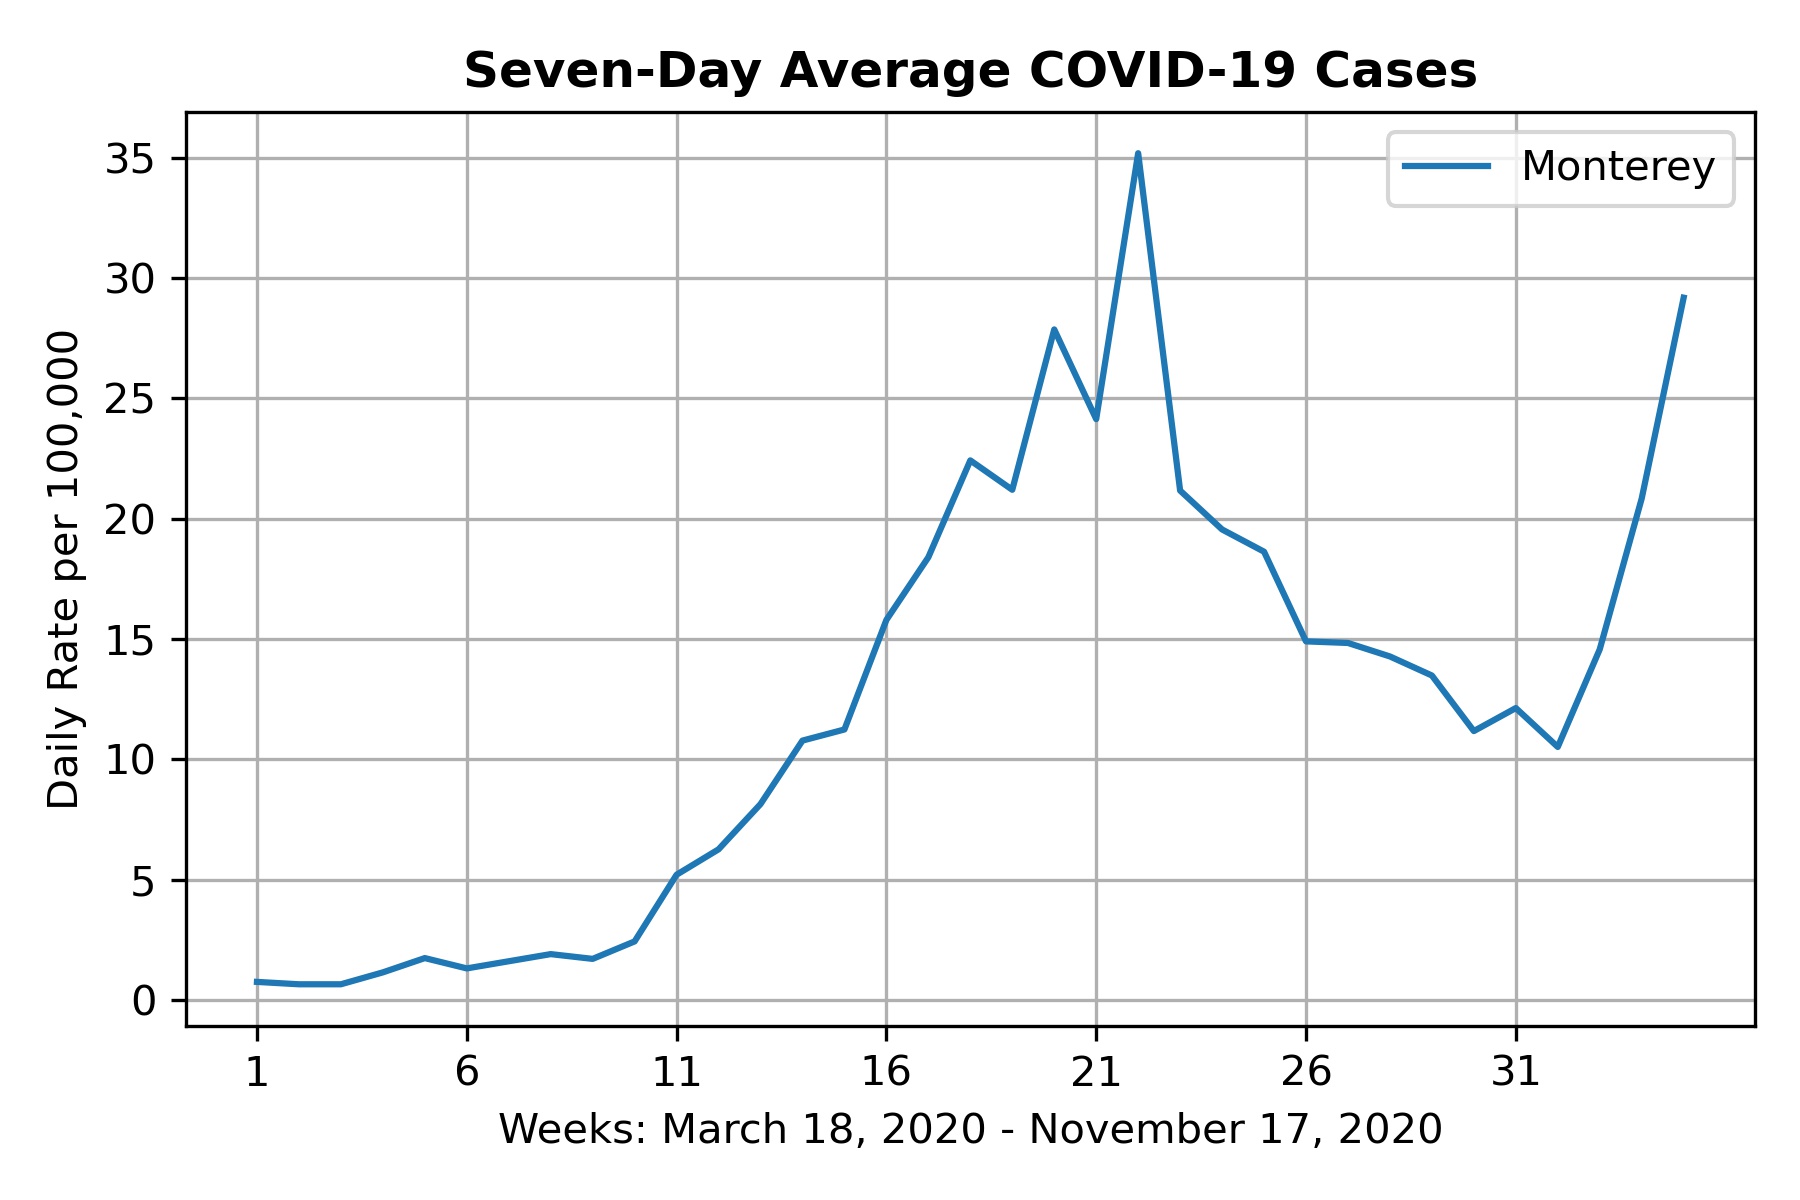 Seven-Day Average COVID-19 Cases
Monterey
Daily Rate per 100,000
35
30
25
20
15
10
5
0
1 6 11 16 21 26 31
Weeks: March 18, 2020 - November 17, 2020